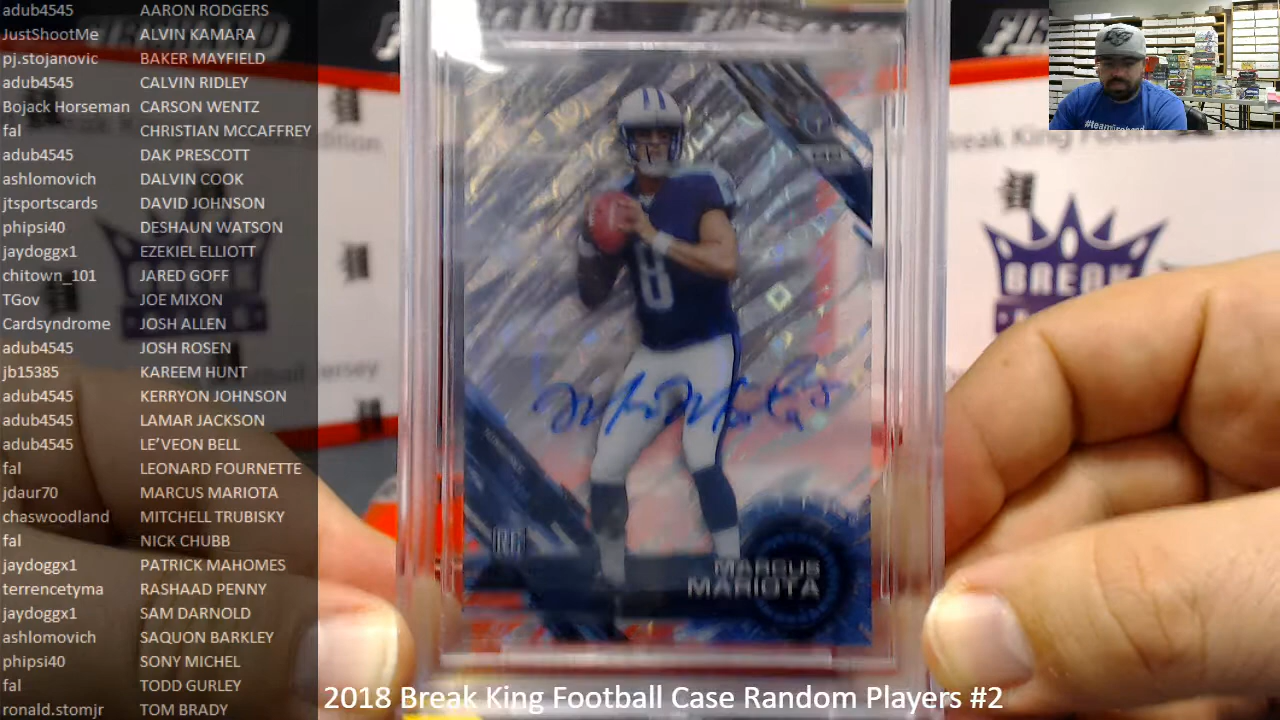 adub4545 AARON RODGERS
JustShootMe ALVIN KAMARA
pj.stojanovic BAKER MAYFIELD
adub4545 CALVIN RIDLEY
Bojack Horseman CARSON WENTZ
fal CHRISTIAN MCCAFFREY
adub4545 DAK PRESCOTT
ashlomovich DALVIN COOK
jtsportscards DAVID JOHNSON
phipsi40 DESHAUN WATSON
jaydoggx1 EZEKIEL ELLIOTT
chitown_101 JARED GOFF
TGov JOE MIXON
Cardsyndrome JOSH ALLEN
adub4545 JOSH ROSEN
jb15385 KAREEM HUNT
adub4545 KERRYON JOHNSON
adub4545 LAMAR JACKSON
adub4545 LE'VEON BELL
fal LEONARD FOURNETTE
jdaur70 MARCUS MARIOTA
chaswoodland MITCHELL TRUBISKY
fal NICK CHUBB
jaydoggx1 PATRICK MAHOMES
terrencetyma RASHAAD PENNY
jaydoggx1 SAM DARNOLD
ashlomovich SAQUON BARKLEY
phipsi40 SONY MICHEL
fal TODD GURLEY
ronald.stomjr TOM BRADY
8
RC
MARCUS
MARIOTA
Break King Football
BREAK
2018 Break King Football Case Random Players #2